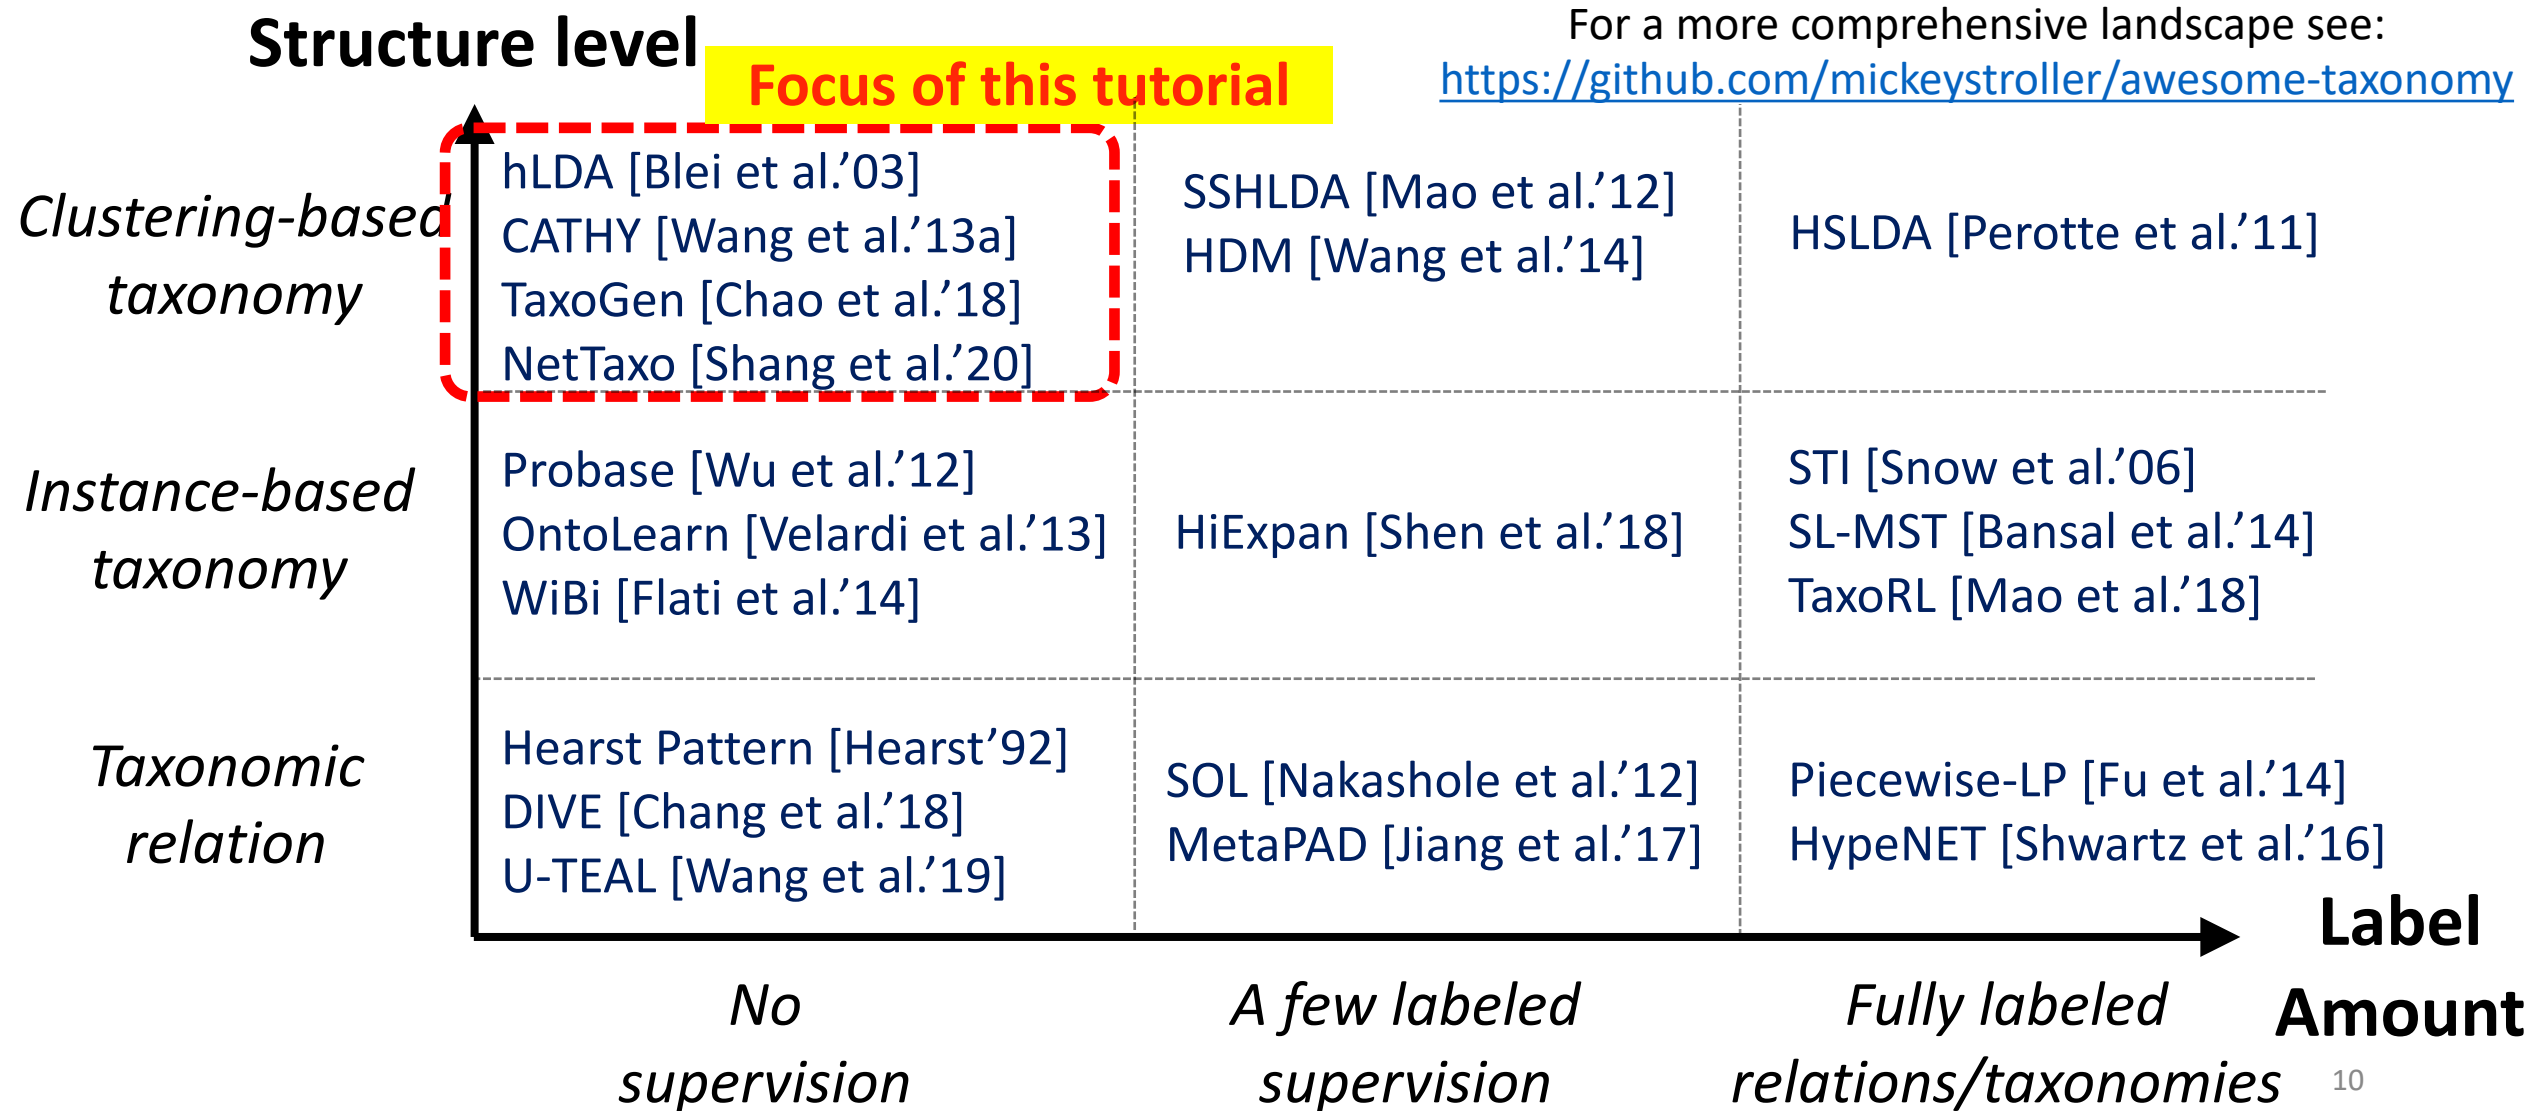 Structure level
Focus of this tutorial
For a more comprehensive landscape see:
https://github.com/mickeystroller/awesome-taxonomy
Clustering-based
taxonomy
hLDA [Blei et al.’03]
CATHY [Wang et al.’13a]
TaxoGen [Chao et al.’18]
NetTaxo [Shang et al.’20]
SSHLDA [Mao et al.’12]
HDM [Wang et al.’14]
HSLDA [Perotte et al.’11]
Instance-based
taxonomy
Probase [Wu et al.’12]
OntoLearn [Velardi et al.’13]
WiBi [Flati et al.’14]
HiExpan [Shen et al.’18]
STI [Snow et al.’06]
SL-MST [Bansal et al.’14]
TaxoRL [Mao et al.’18]
Taxonomic
relation
Hearst Pattern [Hearst’92]
DIVE [Chang et al.’18]
U-TEAL [Wang et al.’19]
SOL [Nakashole et al.’12]
MetaPAD [Jiang et al.’17]
Piecewise-LP [Fu et al.’14]
HypeNET [Shwartz et al.’16]
Label
Amount
No
supervision
A few labeled
supervision
Fully labeled
relations/taxonomies
10